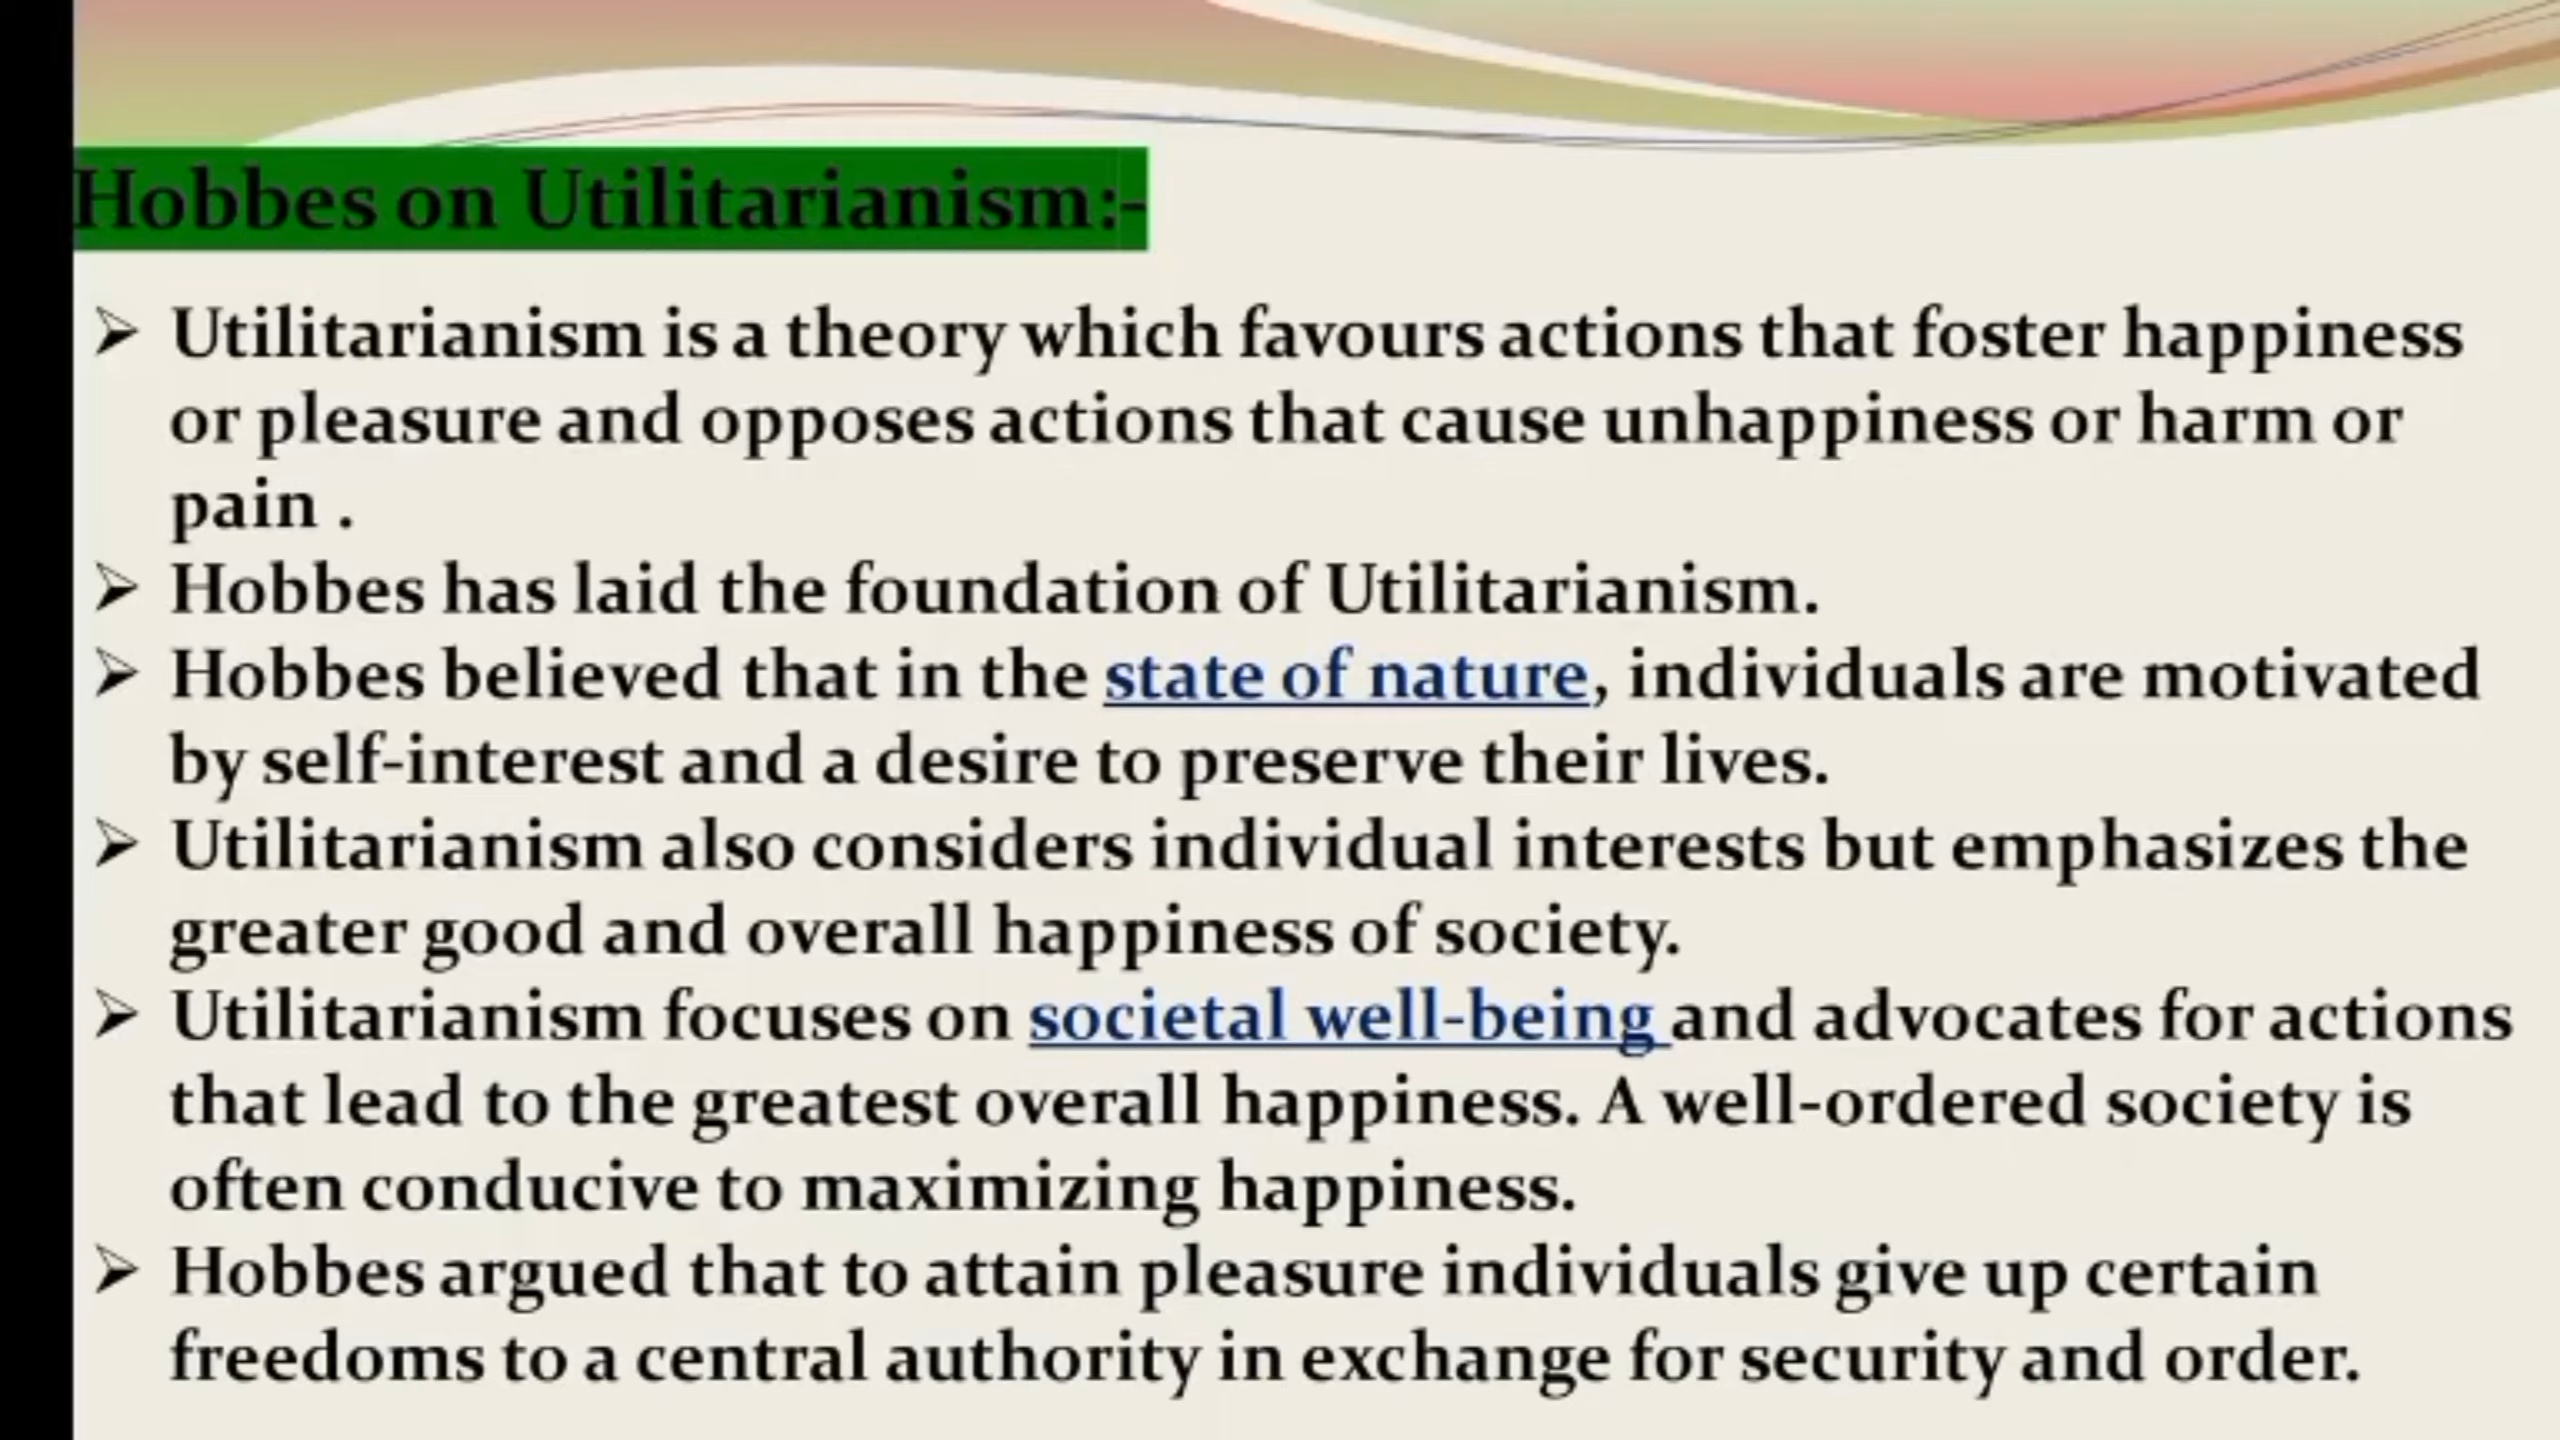 Hobbes on Utilitarianism:-
➢ Utilitarianism is a theory which favours actions that foster happiness
or pleasure and opposes actions that cause unhappiness or harm or
pain .
➢ Hobbes has laid the foundation of Utilitarianism.
➢ Hobbes believed that in the state of nature, individuals are motivated
by self-interest and a desire to preserve their lives.
➢ Utilitarianism also considers individual interests but emphasizes the
greater good and overall happiness of society.
➢ Utilitarianism focuses on societal well-being and advocates for actions
that lead to the greatest overall happiness. A well-ordered society is
often conducive to maximizing happiness.
➢ Hobbes argued that to attain pleasure individuals give up certain
freedoms to a central authority in exchange for security and order.